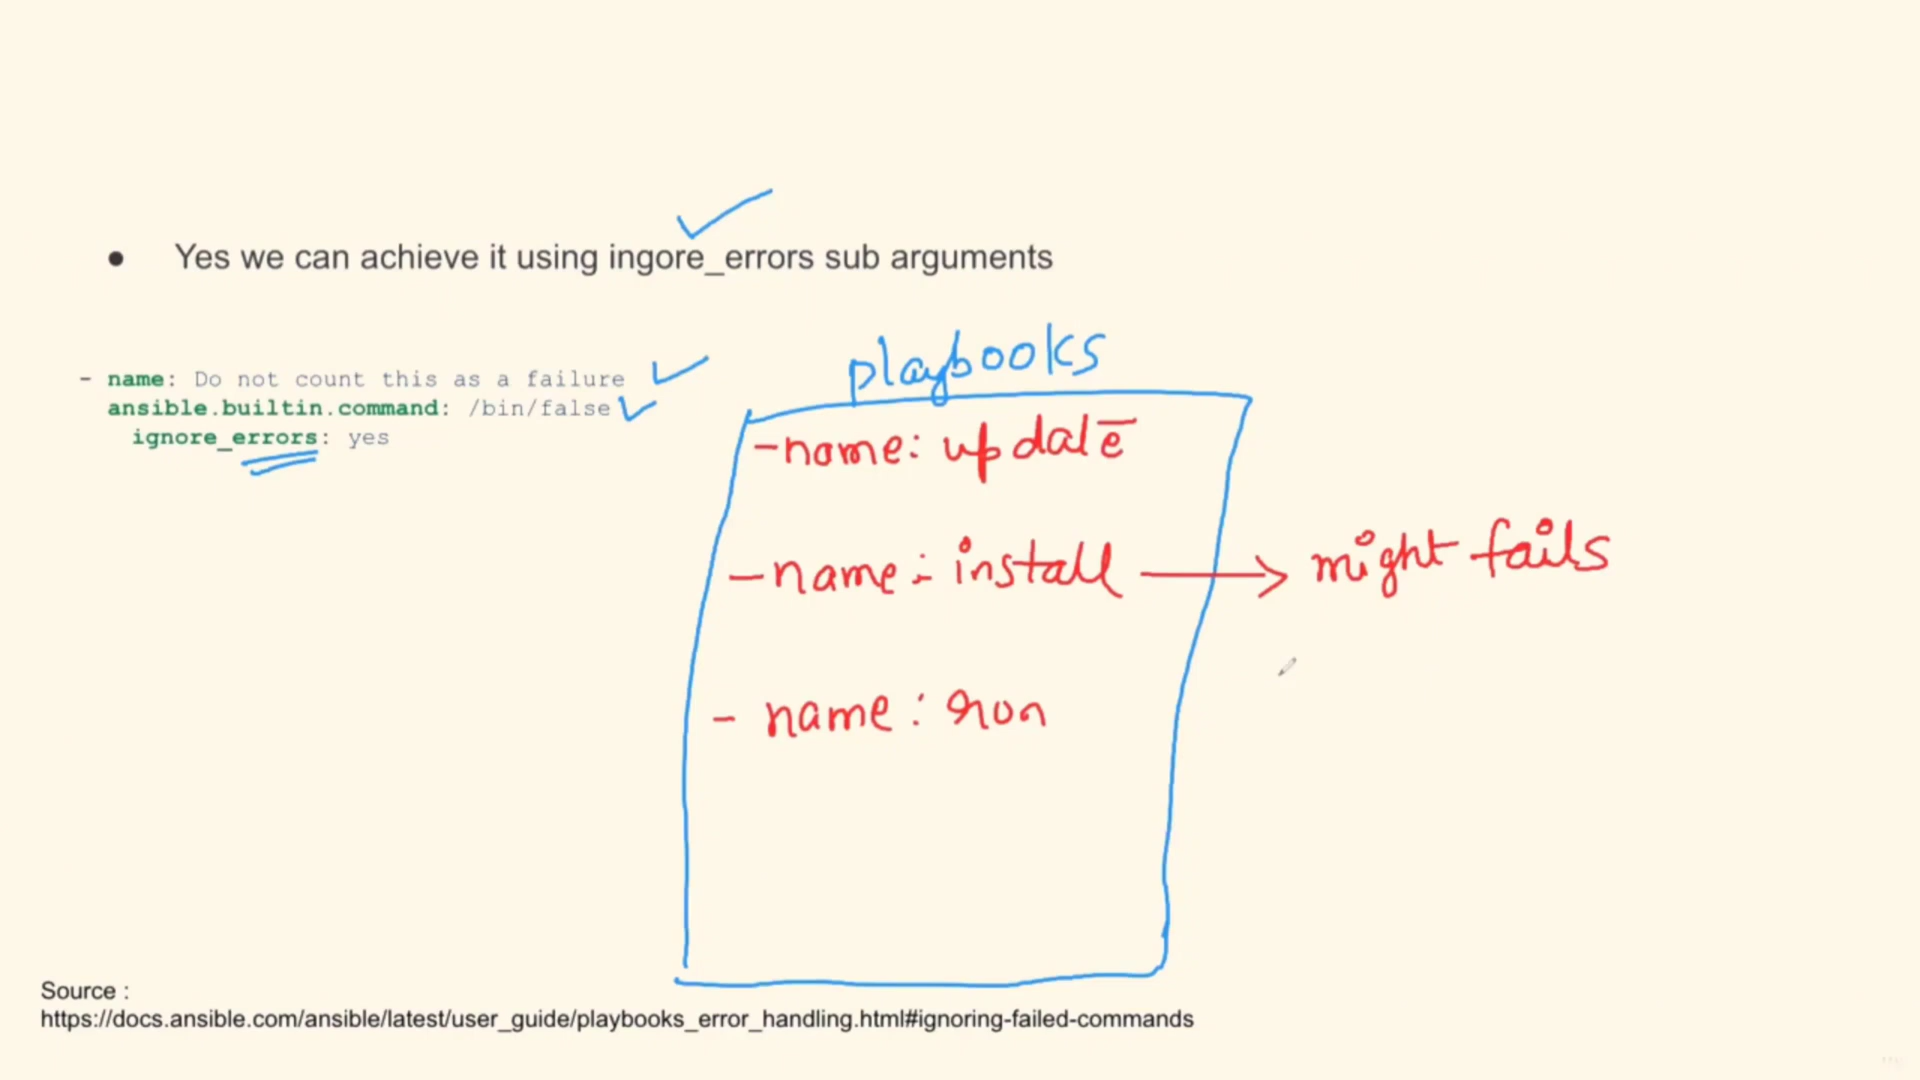 ● Yes we can achieve it using ingore_errors sub arguments
- name: Do not count this as a failure
ansible.builtin.command: /bin/false
ignore_errors: yes
playbooks
-name: update
-name: install → might fails
- name: run
Source :
https://docs.ansible.com/ansible/latest/user_guide/playbooks_error_handling.html#ignoring-failed-commands